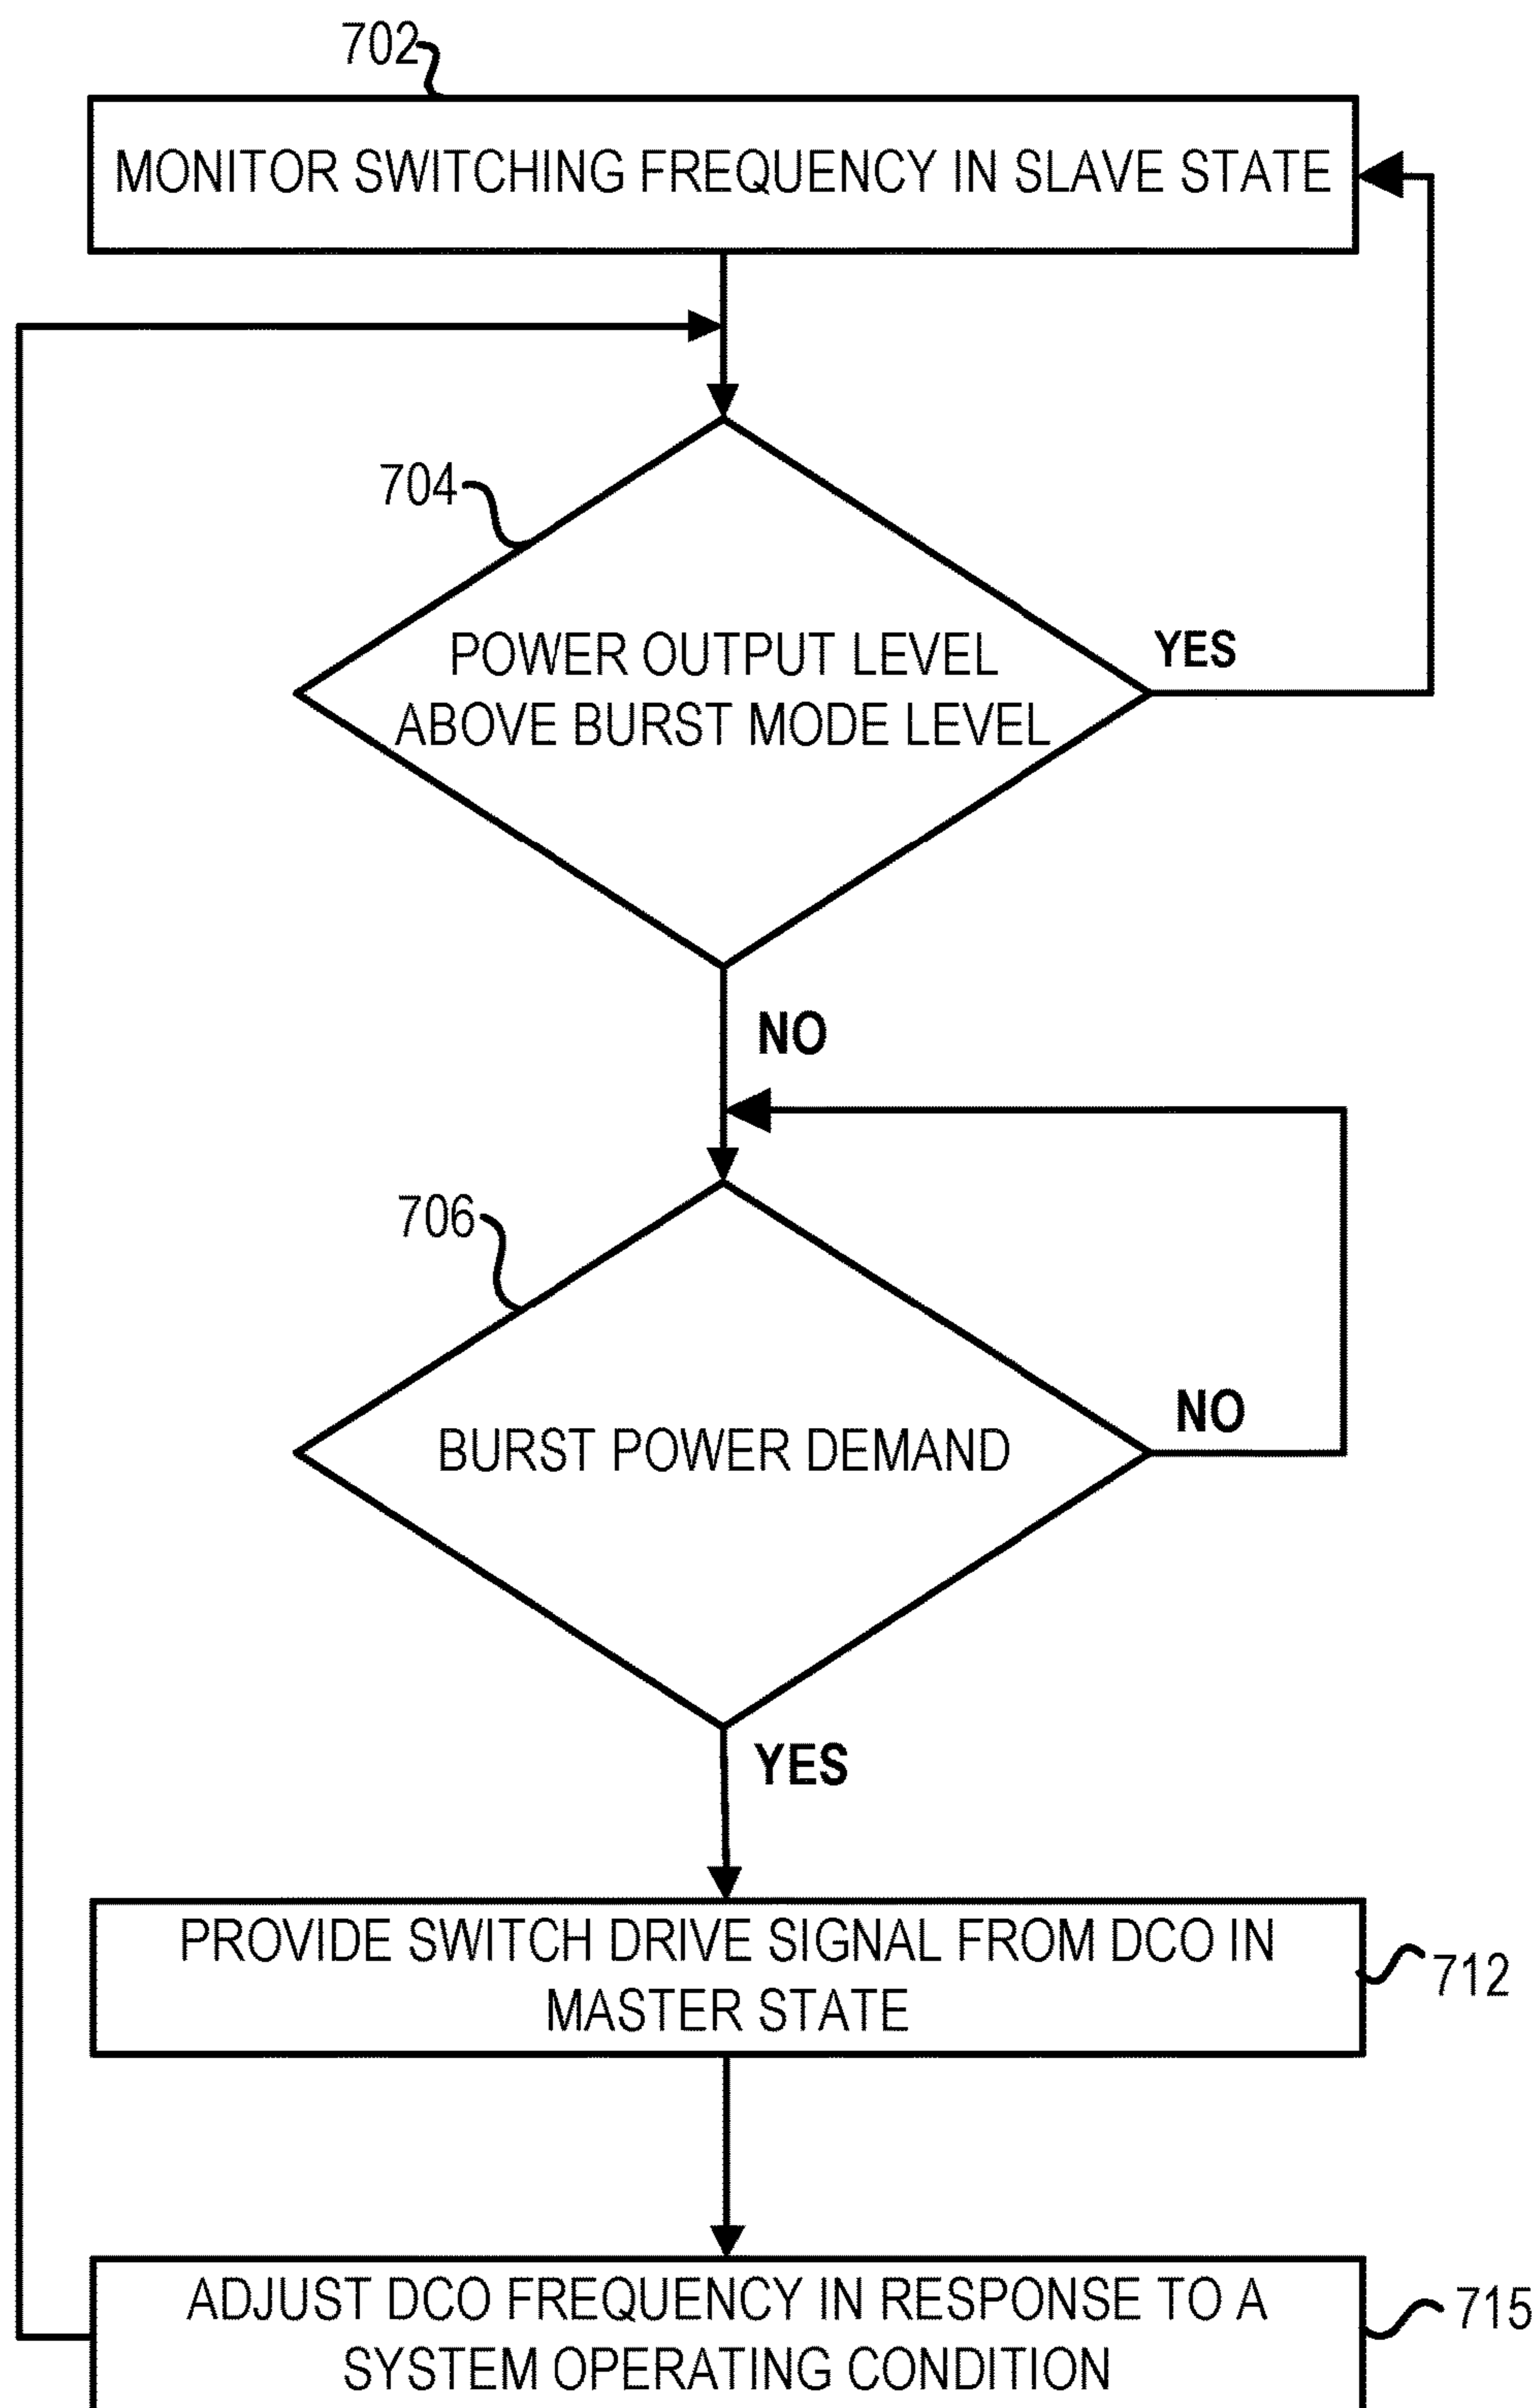 702
MONITOR SWITCHING FREQUENCY IN SLAVE STATE
704
POWER OUTPUT LEVEL
ABOVE BURST MODE LEVEL
YES
NO
706
BURST POWER DEMAND
NO
YES
PROVIDE SWITCH DRIVE SIGNAL FROM DCO IN
MASTER STATE
712
ADJUST DCO FREQUENCY IN RESPONSE TO A
SYSTEM OPERATING CONDITION
715